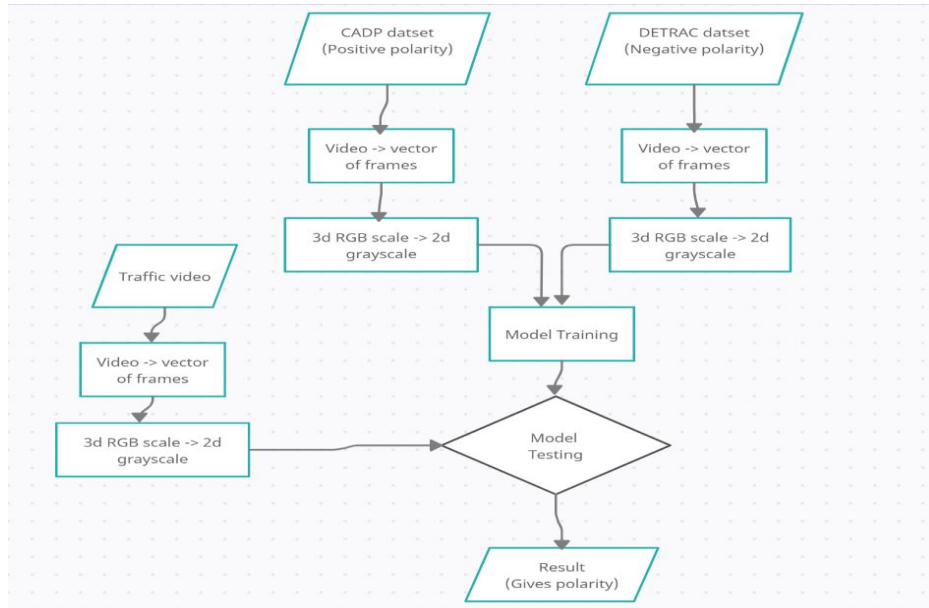 CADP datset
(Positive polarity)
DETRAC datset
(Negative polarity)
Video -> vector
of frames
Video -> vector
of frames
3d RGB scale -> 2d
grayscale
3d RGB scale -> 2d
grayscale
Traffic video
Model Training
Video -> vector
of frames
3d RGB scale -> 2d
grayscale
Model
Testing
Result
(Gives polarity)